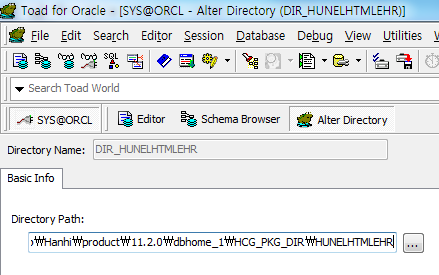 Toad for Oracle - [SYS@ORCL - Alter Directory (DIR_HUNELHTMLEHR)]
File Edit Search Editor Session Database Debug View Utilities
Search Toad World
SYS@ORCL Editor Schema Browser Alter Directory
Directory Name: DIR_HUNELHTMLEHR
Basic Info
Directory Path:
₩Hanhi₩product₩11.2.0₩dbhome_1₩HCG_PKG_DIR₩HUNELHTMLEHR
...